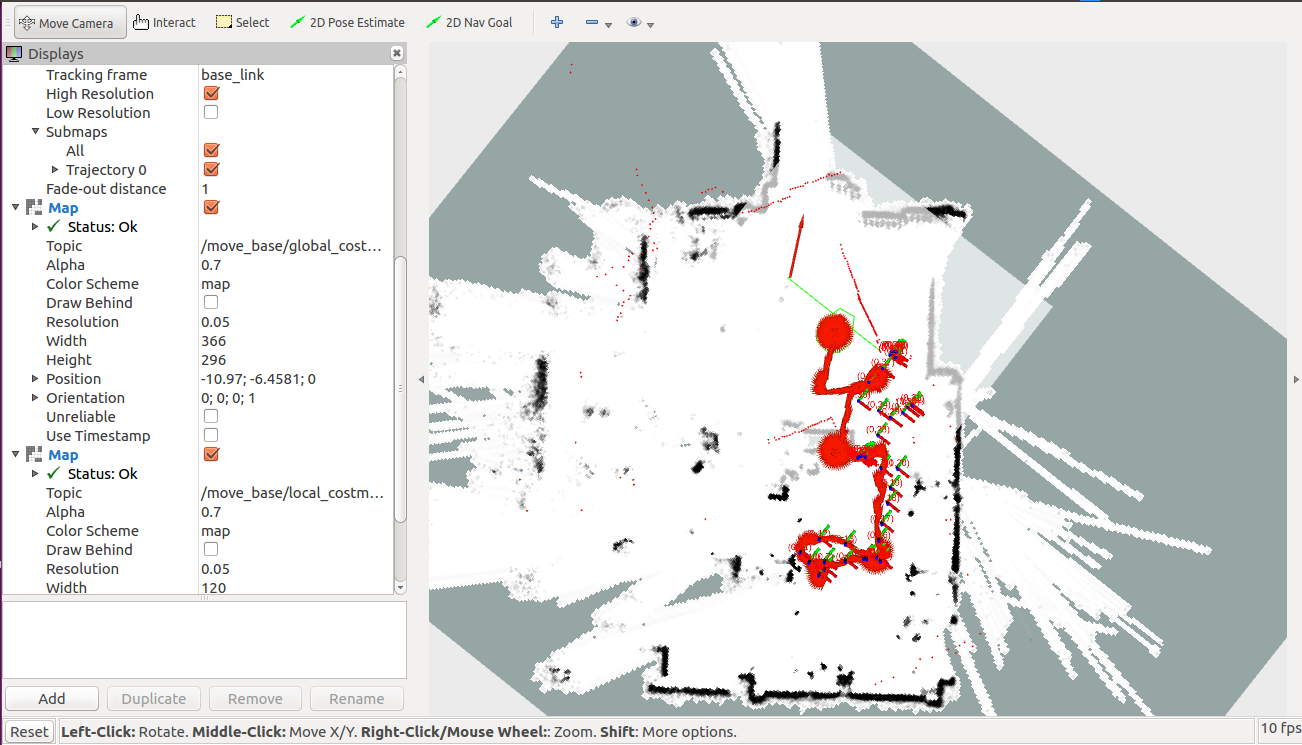 Move Camera Interact Select 2D Pose Estimate 2D Nav Goal
Displays
Tracking frame base_link
High Resolution
Low Resolution
Submaps
All
Trajectory 0
Fade-out distance 1
Map
Status: Ok
Topic /move_base/global_cost...
Alpha 0.7
Color Scheme map
Draw Behind
Resolution 0.05
Width 366
Height 296
Position -10.97; -6.4581; 0
Orientation 0; 0; 0; 1
Unreliable
Use Timestamp
Map
Status: Ok
Topic /move_base/local_costm...
Alpha 0.7
Color Scheme map
Draw Behind
Resolution 0.05
Width 120
Add Duplicate Remove Rename
Reset Left-Click: Rotate. Middle-Click: Move X/Y. Right-Click/Mouse Wheel:: Zoom. Shift: More options. 10 fps